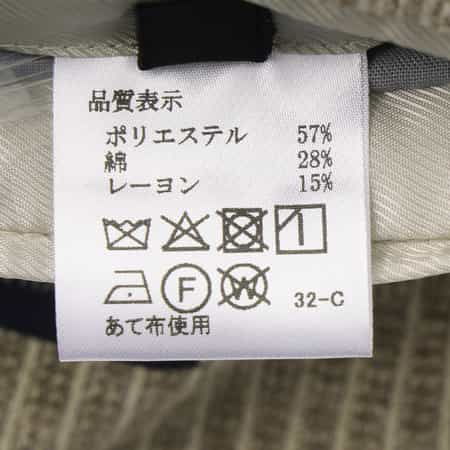 品質表示
ポリエステル 57%
綿 28%
レーヨン 15%
F W 32-C
あて布使用